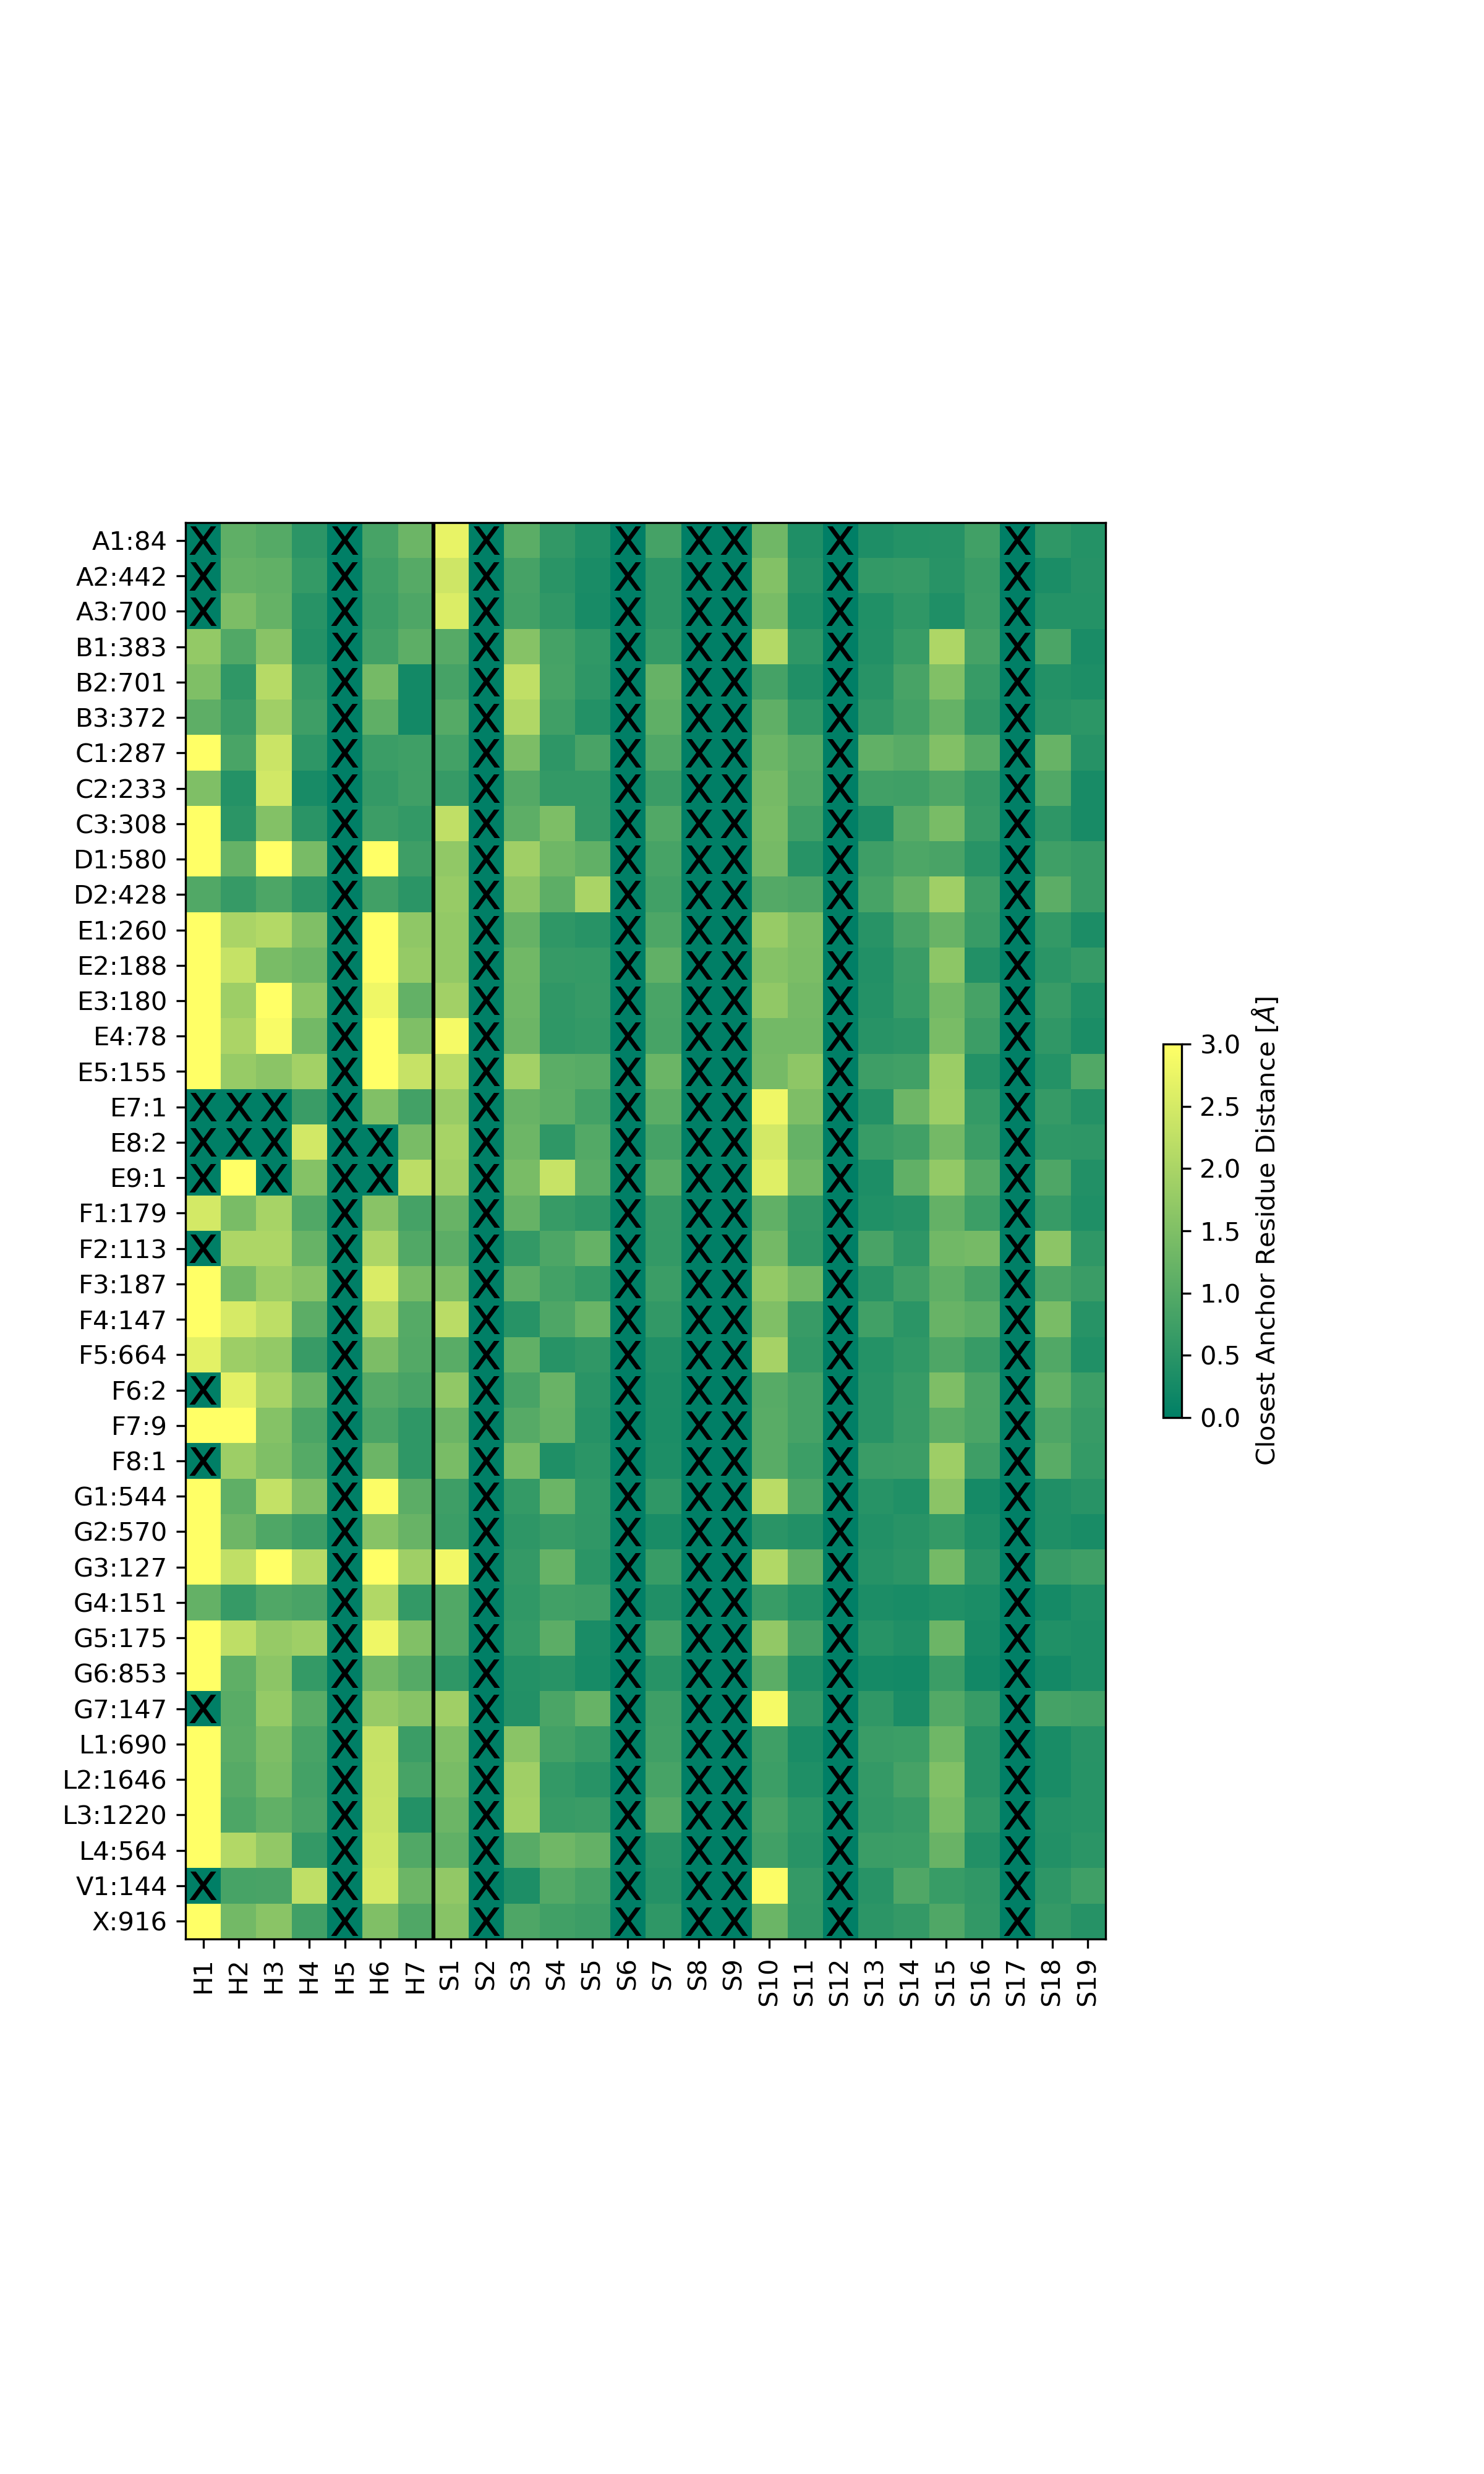 A1:84 X X X X X X X X
A2:442 X X X X X X X X
A3:700 X X X X X X X X
B1:383 X X X X X X X
B2:701 X X X X X X X
B3:372 X X X X X X X
C1:287 X X X X X X X
C2:233 X X X X X X X
C3:308 X X X X X X X
D1:580 X X X X X X X
D2:428 X X X X X X X
E1:260 X X X X X X X
E2:188 X X X X X X X
E3:180 X X X X X X X
E4:78 X X X X X X X
E5:155 X X X X X X X
E7:1 X X X X X X X X X X
E8:2 X X X X X X X X X X X
E9:1 X X X X X X X X X X
F1:179 X X X X X X X
F2:113 X X X X X X X X
F3:187 X X X X X X X
F4:147 X X X X X X X
F5:664 X X X X X X X
F6:2 X X X X X X X X
F7:9 X X X X X X X
F8:1 X X X X X X X X
G1:544 X X X X X X X
G2:570 X X X X X X X
G3:127 X X X X X X X
G4:151 X X X X X X X
G5:175 X X X X X X X
G6:853 X X X X X X X
G7:147 X X X X X X X X
L1:690 X X X X X X X
L2:1646 X X X X X X X
L3:1220 X X X X X X X
L4:564 X X X X X X X
V1:144 X X X X X X X X
X:916 X X X X X X X
H1 H2 H3 H4 H5 H6 H7 S1 S2 S3 S4 S5 S6 S7 S8 S9 S10 S11 S12 S13 S14 S15 S16 S17 S18 S19
3.0
2.5
2.0
1.5
1.0
0.5
0.0
Closest Anchor Residue Distance [Å]